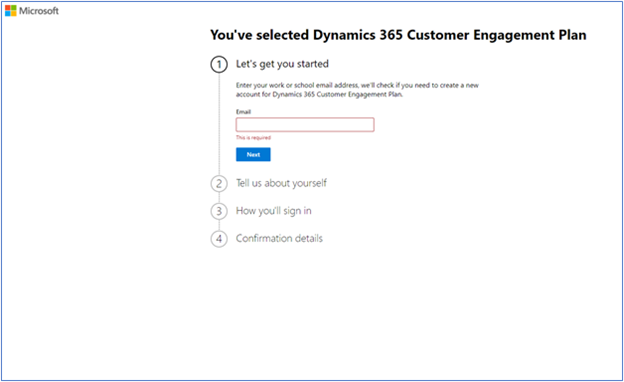 Microsoft
You've selected Dynamics 365 Customer Engagement Plan
1 Let's get you started
Enter your work or school email address, we'll check if you need to create a new
account for Dynamics 365 Customer Engagement Plan.
Email
This is required
Next
2 Tell us about yourself
3 How you'll sign in
4 Confirmation details